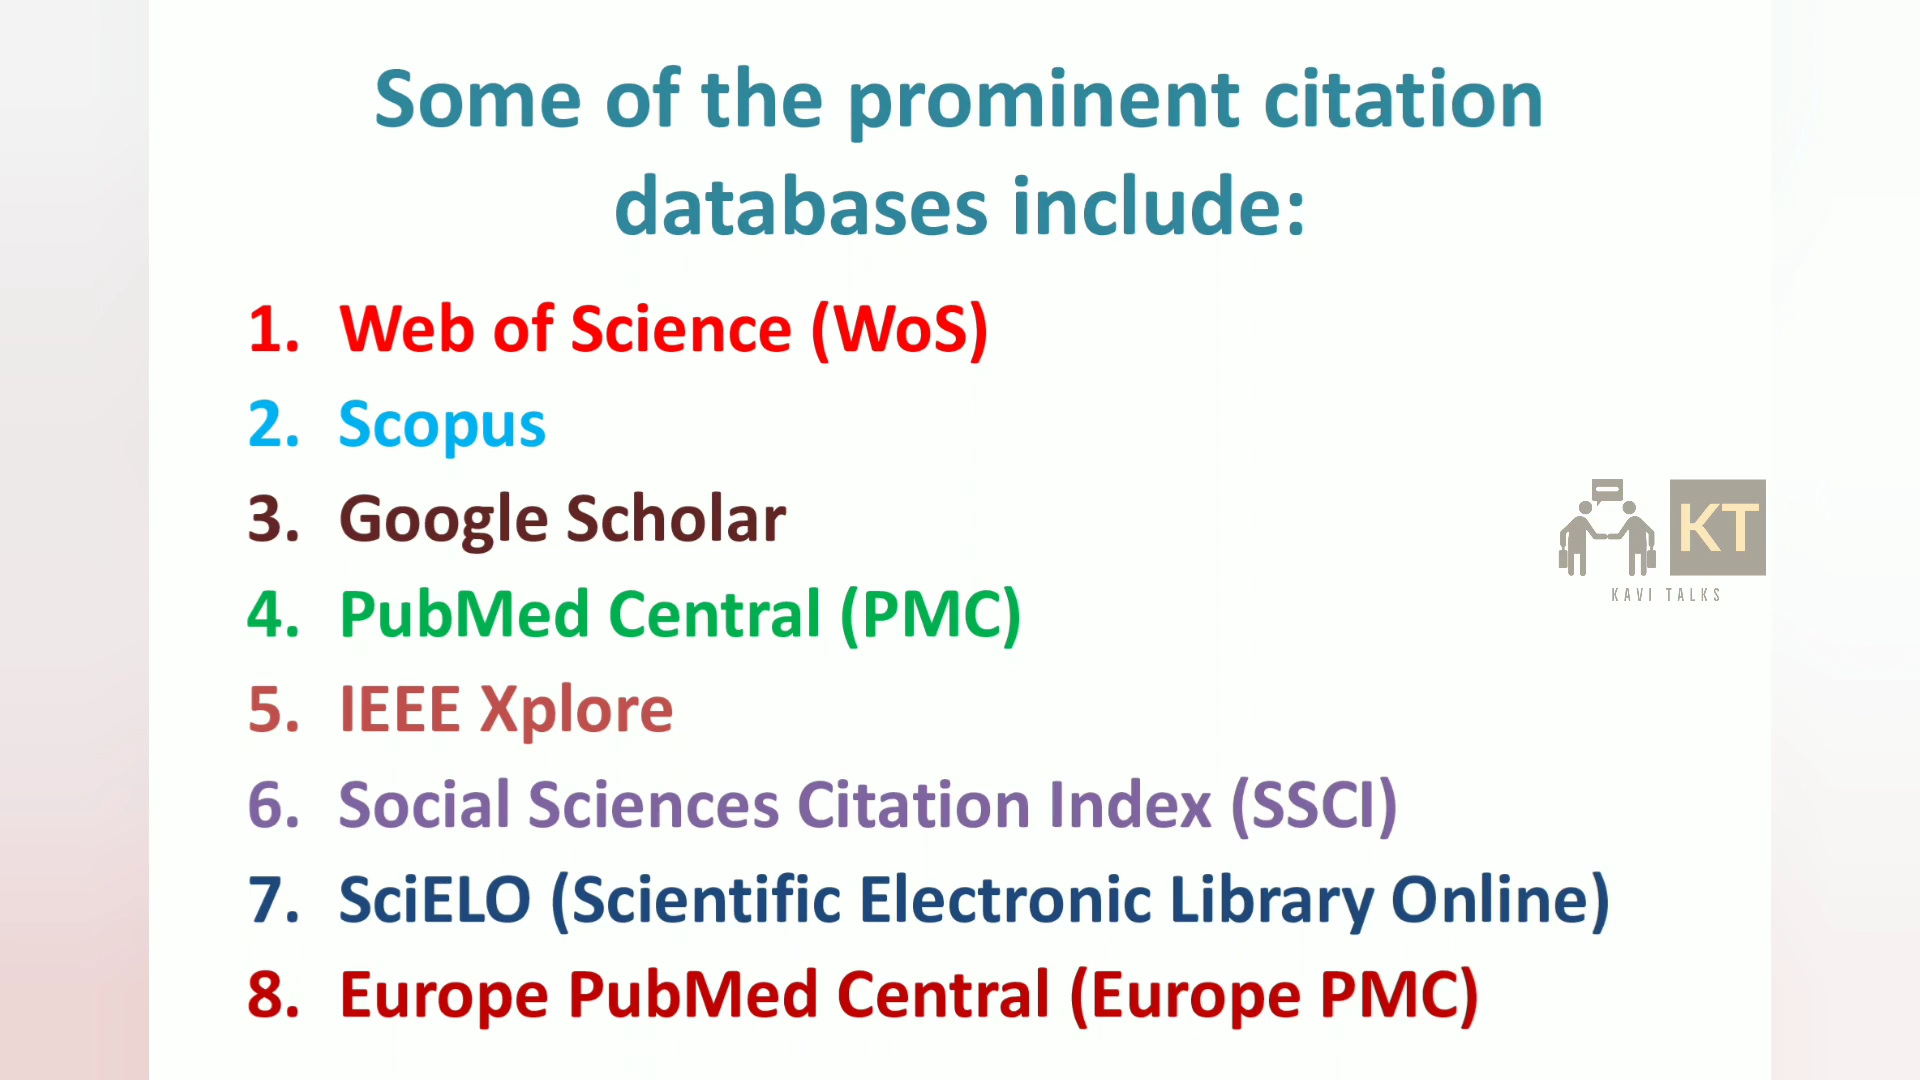 Some of the prominent citation
databases include:
1. Web of Science (WoS)
2. Scopus
3. Google Scholar
4. PubMed Central (PMC)
5. IEEE Xplore
6. Social Sciences Citation Index (SSCI)
7. SciELO (Scientific Electronic Library Online)
8. Europe PubMed Central (Europe PMC)
KT
KAVI TALKS